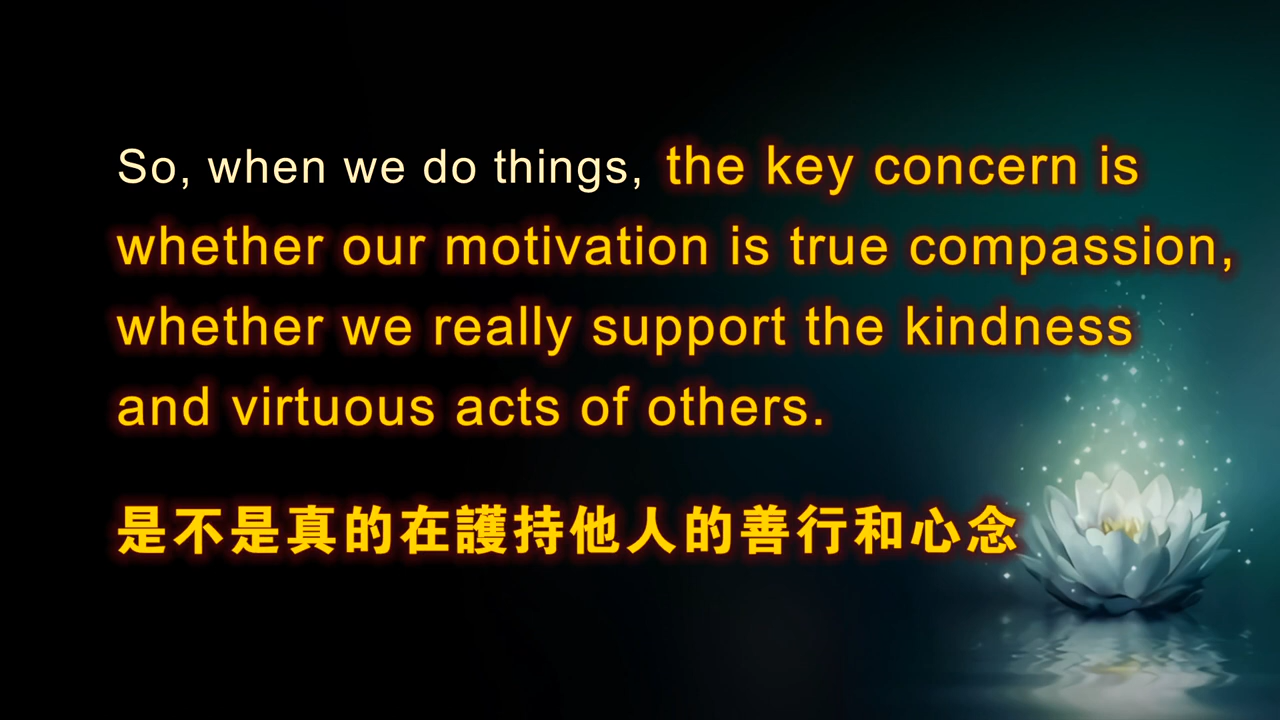 So, when we do things, the key concern is
whether our motivation is true compassion,
whether we really support the kindness
and virtuous acts of others.
是不是真的在護持他人的善行和心念